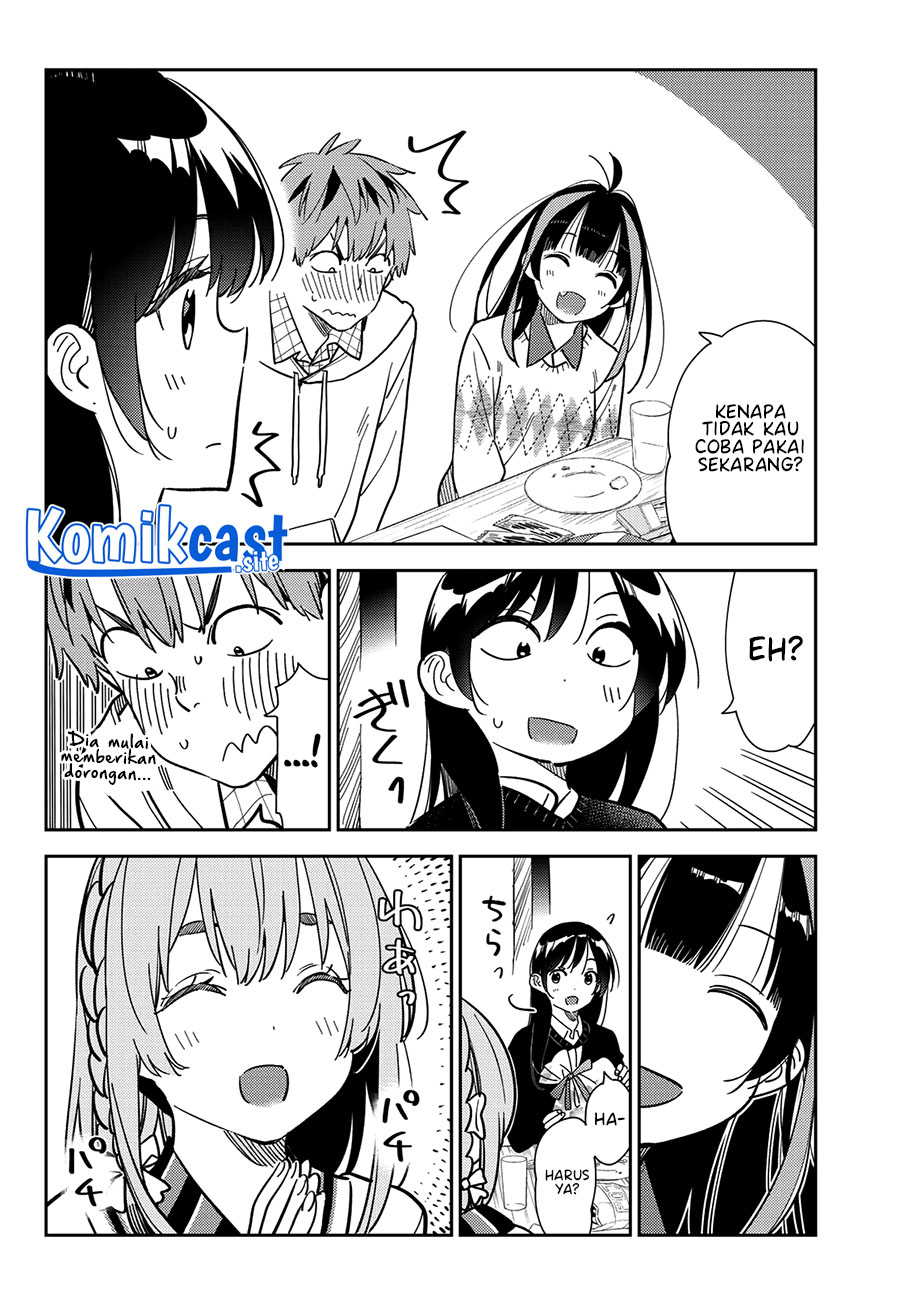 KENAPA
TIDAK KAU
COBA PAKAI
SEKARANG?
Komikcast
.site
EH?
ぎくっ
...!
Dia mulai
memberikan
dorongan...
ちらっ
HA-
HARUS
YA?
わあっ
パチ
パチ